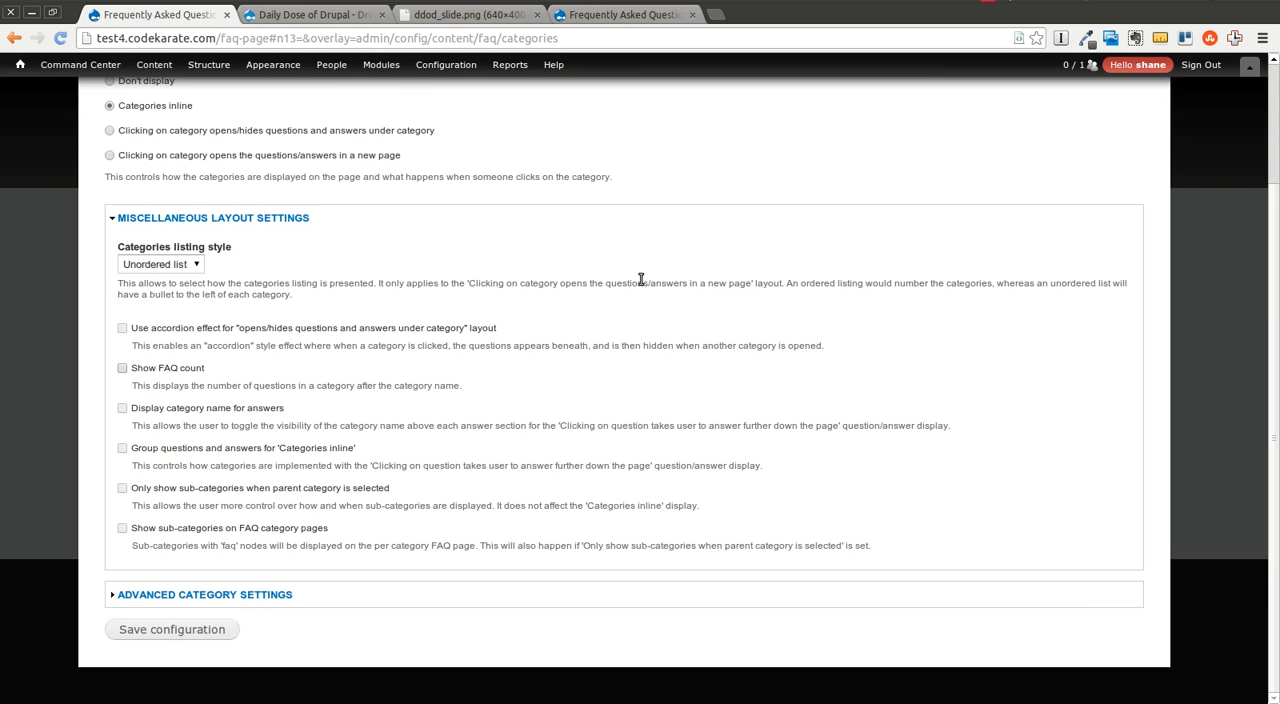 Frequently Asked Questic
Daily Dose of Drupal - Dr
ddod_slide.png (640×400
Frequently Asked Questic
test4.codekarate.com/faq-page#n13=&overlay=admin/config/content/faq/categories
Command Center Content Structure Appearance People Modules Configuration Reports Help 0 / 1 Hello shane Sign Out
Don't display
Categories inline
Clicking on category opens/hides questions and answers under category
Clicking on category opens the questions/answers in a new page
This controls how the categories are displayed on the page and what happens when someone clicks on the category.
MISCELLANEOUS LAYOUT SETTINGS
Categories listing style
Unordered list
This allows to select how the categories listing is presented. It only applies to the 'Clicking on category opens the questions/answers in a new page' layout. An ordered listing would number the categories, whereas an unordered list will
have a bullet to the left of each category.
Use accordion effect for "opens/hides questions and answers under category" layout
This enables an "accordion" style effect where when a category is clicked, the questions appears beneath, and is then hidden when another category is opened.
Show FAQ count
This displays the number of questions in a category after the category name.
Display category name for answers
This allows the user to toggle the visibility of the category name above each answer section for the 'Clicking on question takes user to answer further down the page' question/answer display.
Group questions and answers for 'Categories inline'
This controls how categories are implemented with the 'Clicking on question takes user to answer further down the page' question/answer display.
Only show sub-categories when parent category is selected
This allows the user more control over how and when sub-categories are displayed. It does not affect the 'Categories inline' display.
Show sub-categories on FAQ category pages
Sub-categories with 'faq' nodes will be displayed on the per category FAQ page. This will also happen if 'Only show sub-categories when parent category is selected' is set.
ADVANCED CATEGORY SETTINGS
Save configuration